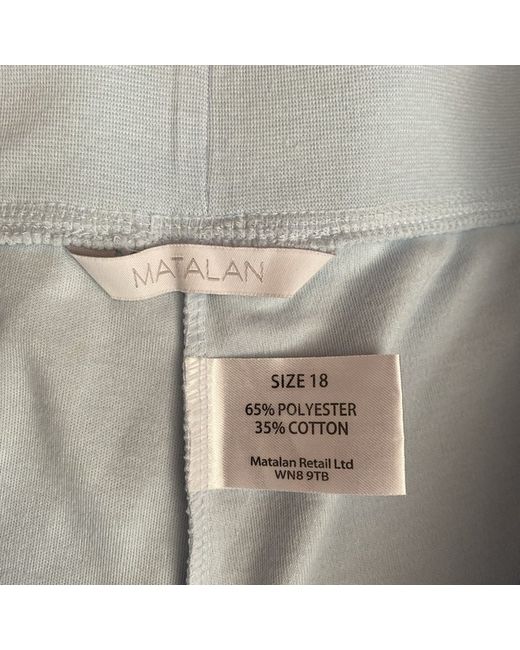 MATALAN
SIZE 18
65% POLYESTER
35% COTTON
Matalan Retail Ltd
WN8 9TB